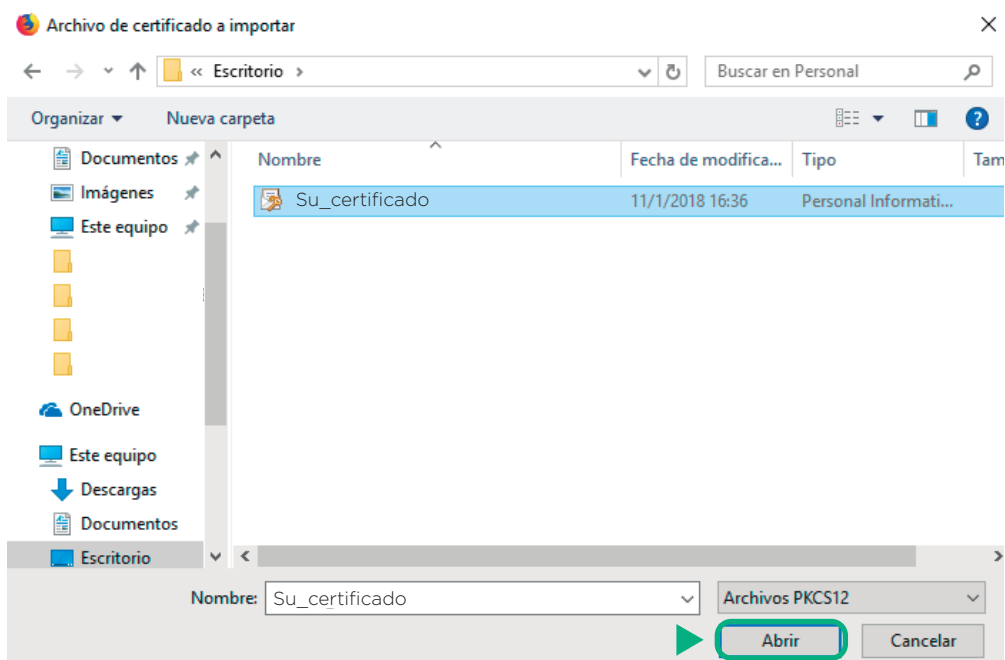 Archivo de certificado a importar
« Escritorio >
Buscar en Personal
Organizar
Nueva carpeta
?
Documentos
Imágenes
Este equipo
OneDrive
Este equipo
Descargas
Documentos
Escritorio
Nombre Fecha de modifica... Tipo Tam
Su_certificado 11/1/2018 16:36 Personal Informati...
Nombre: Su_certificado Archivos PKCS12
Abrir Cancelar